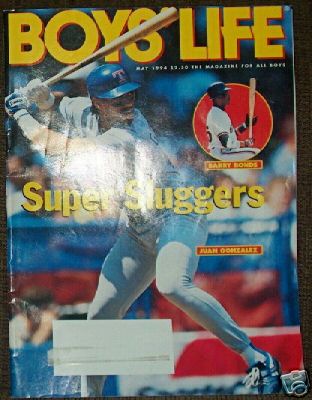 BOYS' LIFE
MAY 1994 $2.50 THE MAGAZINE FOR ALL BOYS
T
BARRY BONDS
Super Sluggers
JUAN GONZALEZ